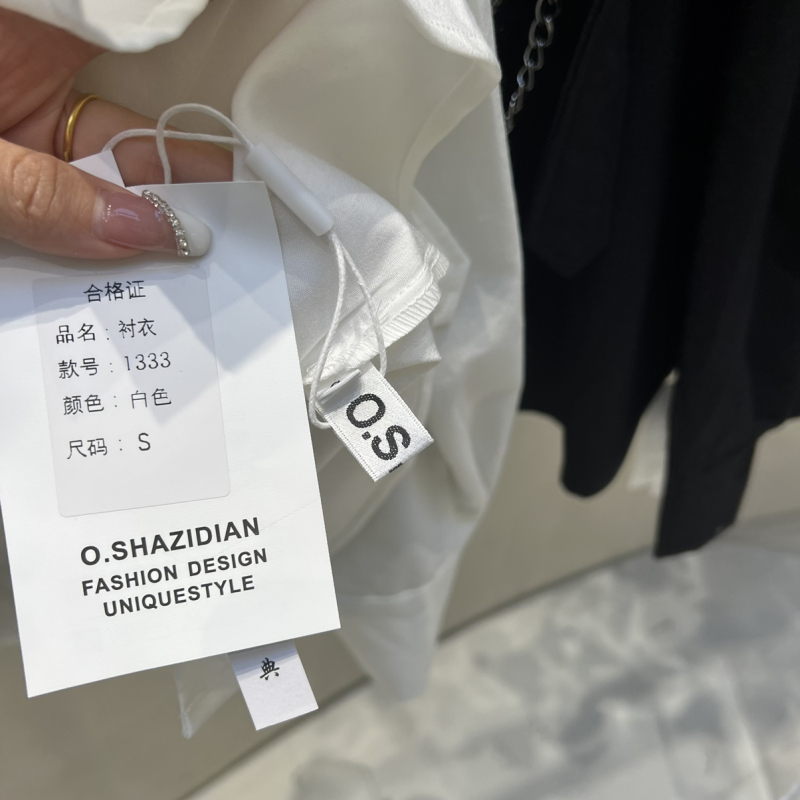 合格证
品名：衬衣
款号：1333
颜色：白色
尺码：S
O.SHAZIDIAN
FASHION DESIGN
UNIQUESTYLE
O.S
典